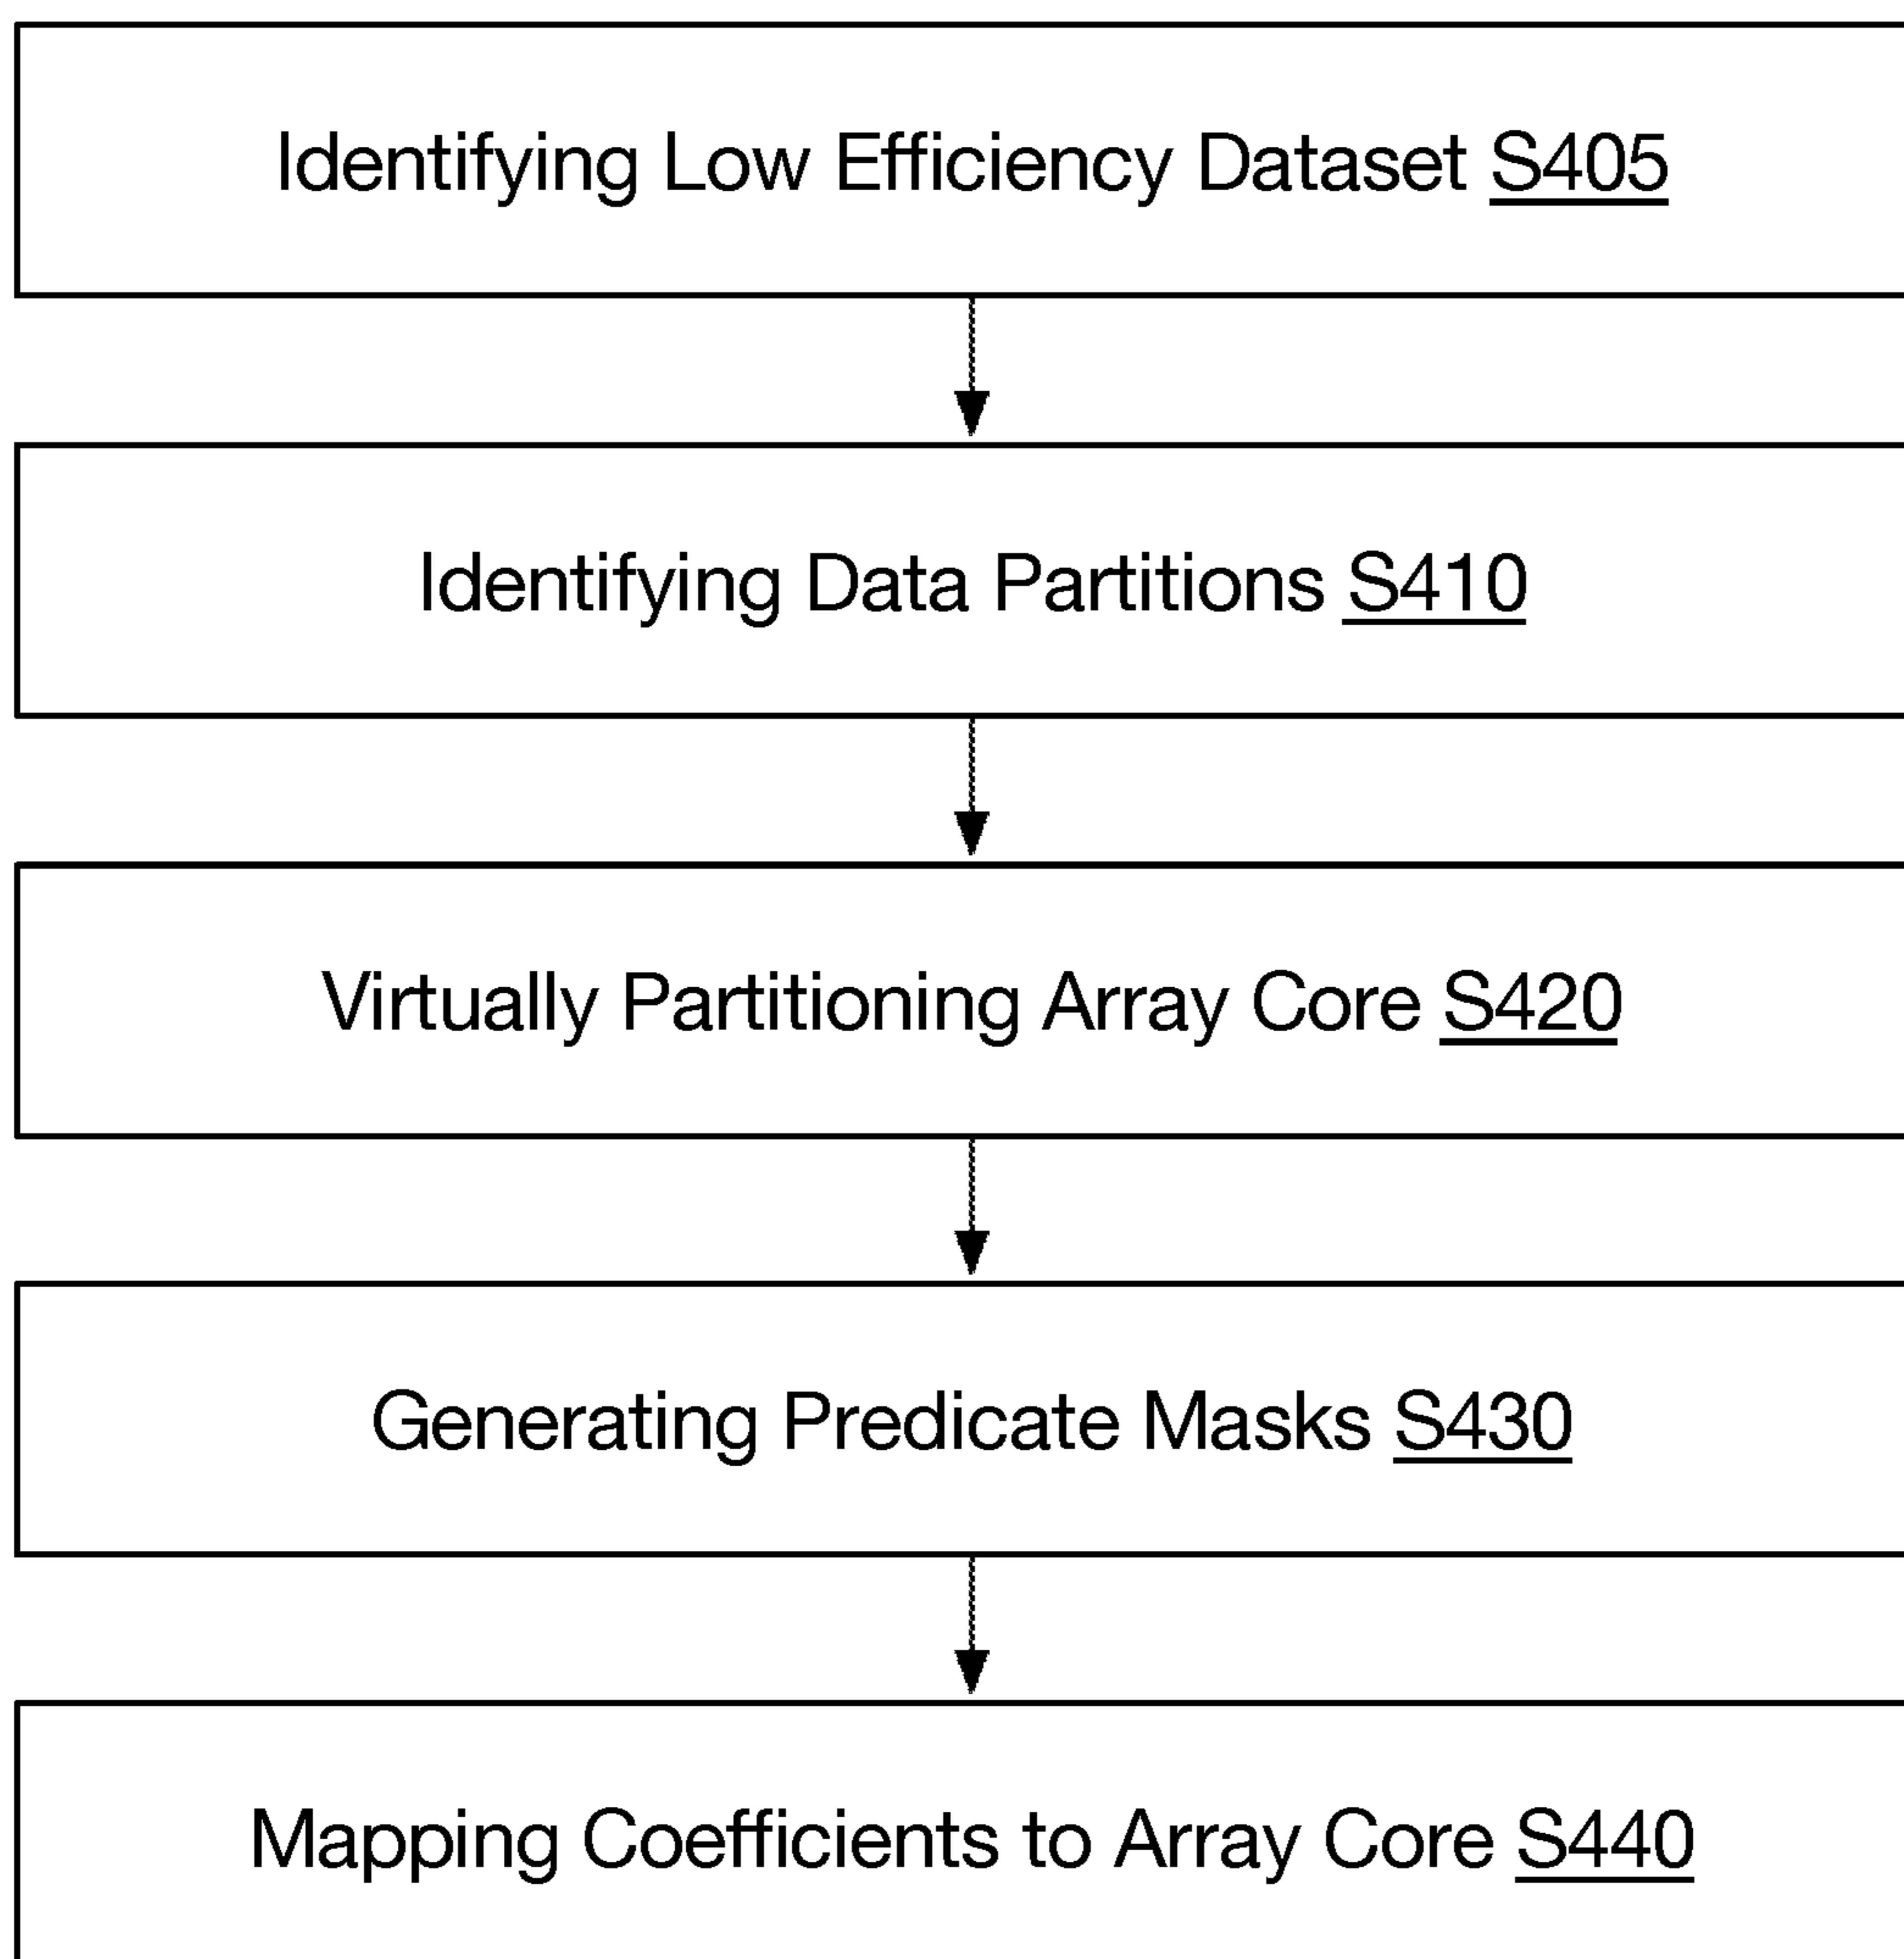 Identifying Low Efficiency Dataset S405
Identifying Data Partitions S410
Virtually Partitioning Array Core S420
Generating Predicate Masks S430
Mapping Coefficients to Array Core S440